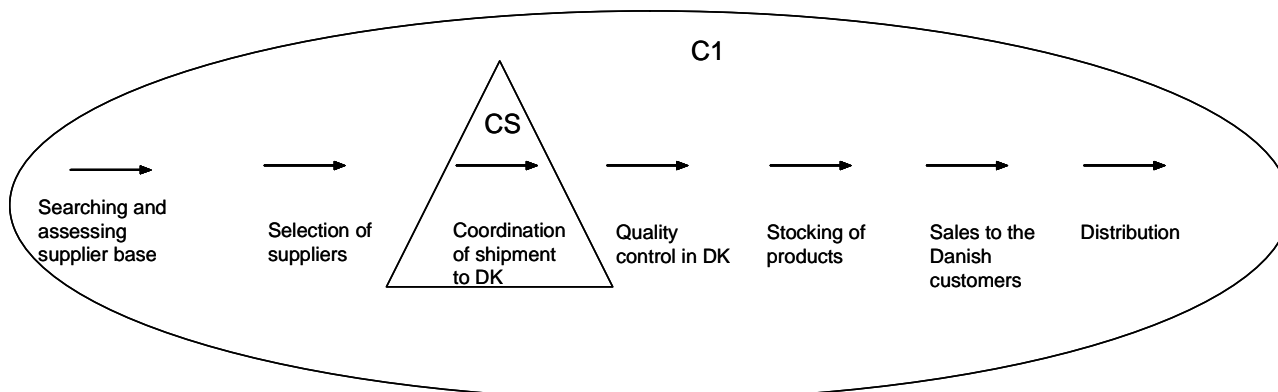 C1
CS
Searching and
assessing
supplier base
Selection of
suppliers
Coordination
of shipment
to DK
Quality
control in DK
Stocking of
products
Sales to the
Danish
customers
Distribution